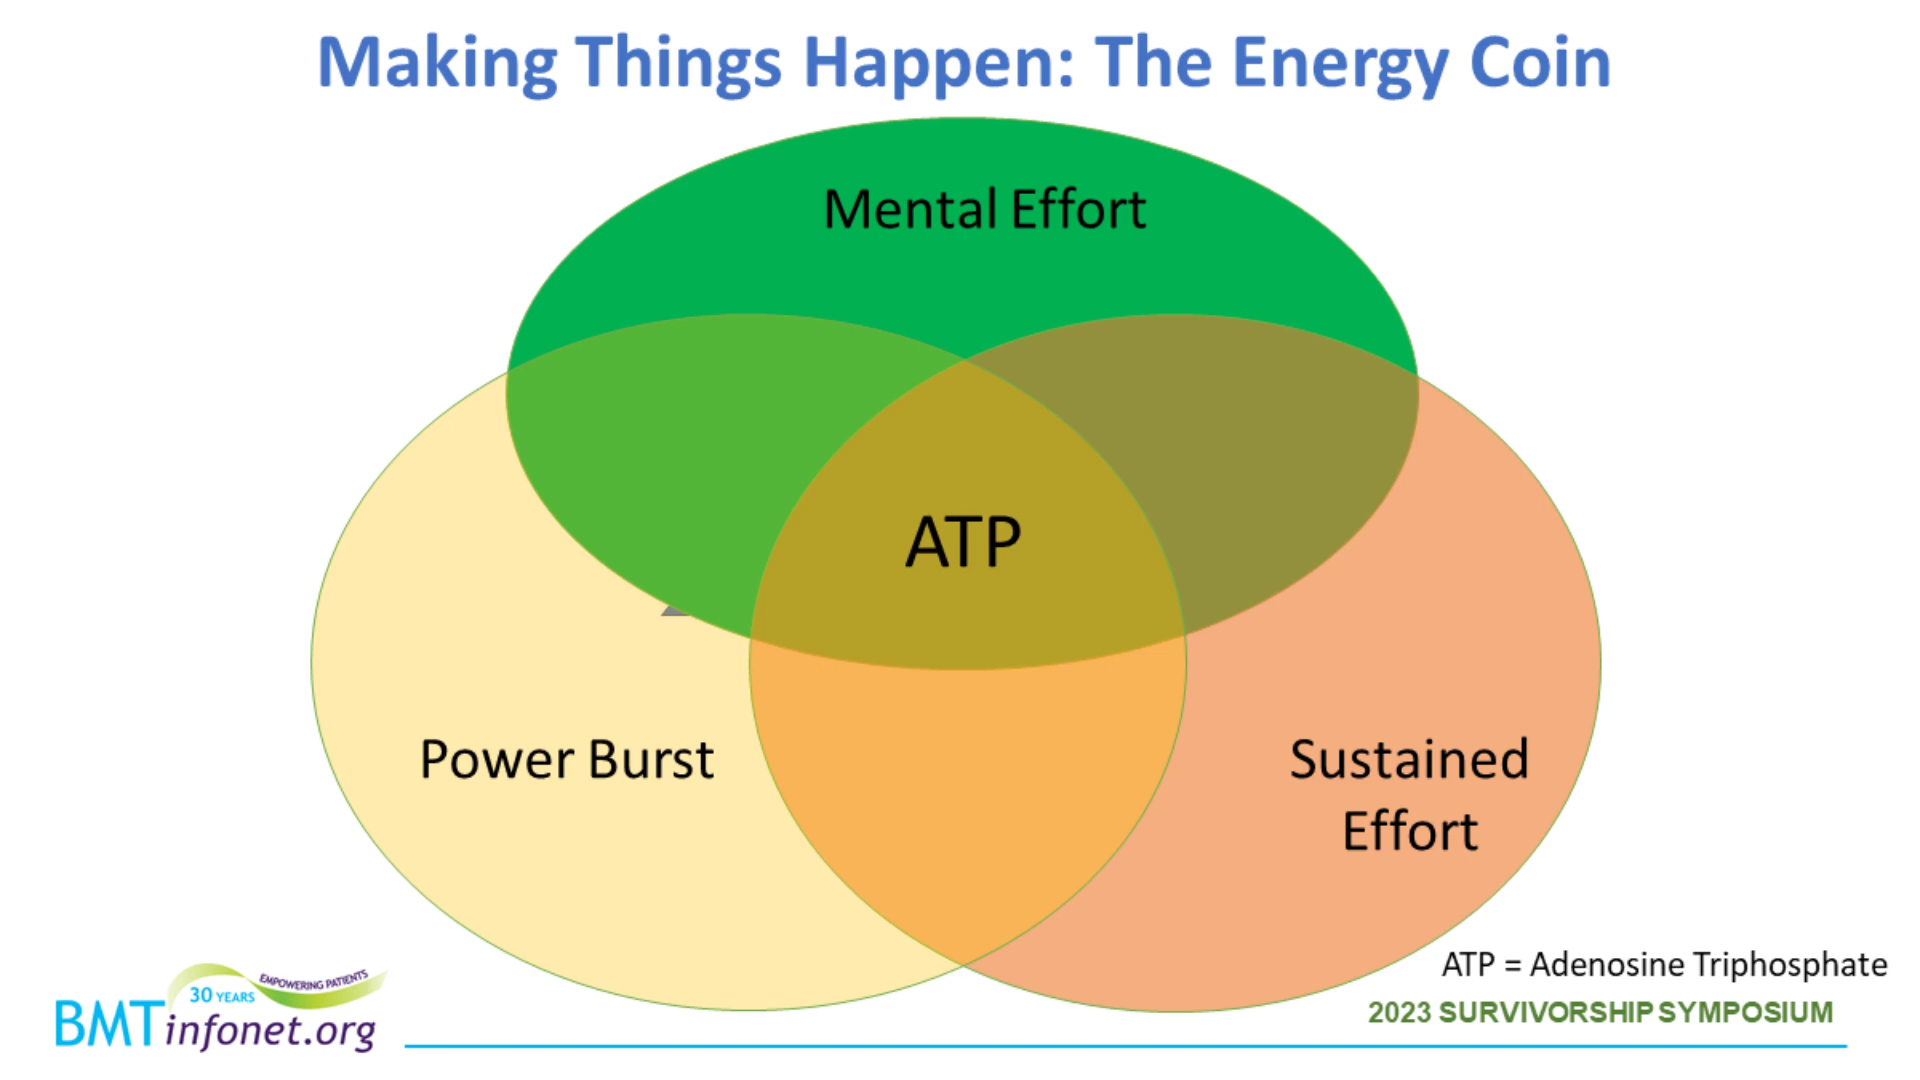 Making Things Happen: The Energy Coin
Mental Effort
ATP
Power Burst
Sustained
Effort
ATP = Adenosine Triphosphate
2023 SURVIVORSHIP SYMPOSIUM
30 YEARS
EMPOWERING PATIENTS
BMTinfonet.org